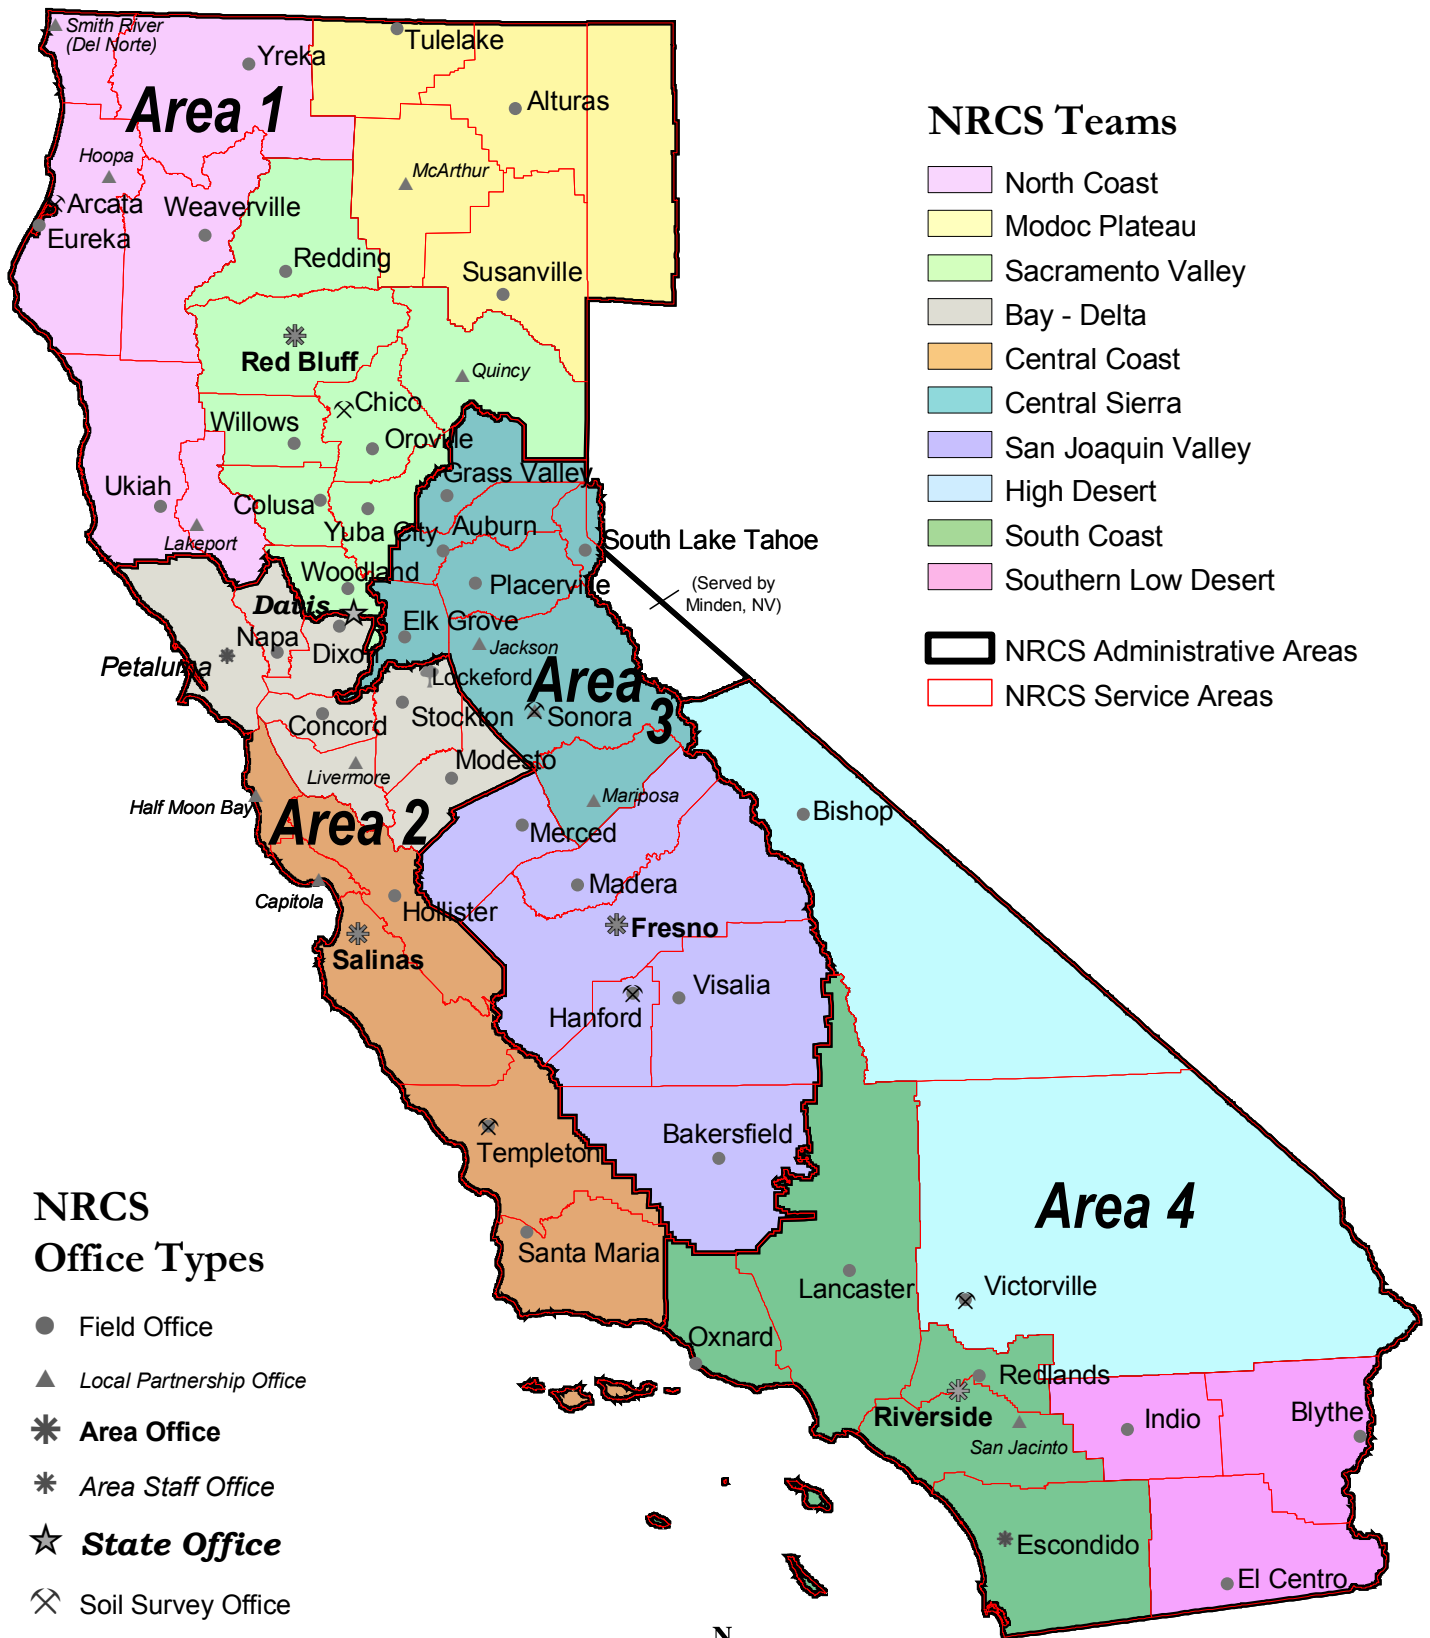 Smith River
(Del Norte)
Yreka
Tulelake
Alturas
Area 1
Hoopa
McArthur
Arcata
Weaverville
Eureka
Redding
Susanville
Red Bluff
Quincy
Chico
Willows
Oroville
Grass Valley
Ukiah
Colusa
Yuba City
Auburn
Lakeport
South Lake Tahoe
Woodland
Placerville
(Served by
Minden, NV)
Davis
Elk Grove
Napa
Dixon
Jackson
Petaluma
Lockeford
Area
3
Concord
Stockton
Sonora
Livermore
Modesto
Half Moon Bay
Area 2
Mariposa
Merced
Bishop
Madera
Capitola
Hollister
Fresno
Salinas
Visalia
Hanford
Bakersfield
Templeton
Area 4
Santa Maria
Lancaster
Victorville
Oxnard
Redlands
Riverside
San Jacinto
Indio
Blythe
Escondido
El Centro
NRCS Teams
North Coast
Modoc Plateau
Sacramento Valley
Bay - Delta
Central Coast
Central Sierra
San Joaquin Valley
High Desert
South Coast
Southern Low Desert
NRCS Administrative Areas
NRCS Service Areas
NRCS
Office Types
Field Office
Local Partnership Office
Area Office
Area Staff Office
State Office
Soil Survey Office
N